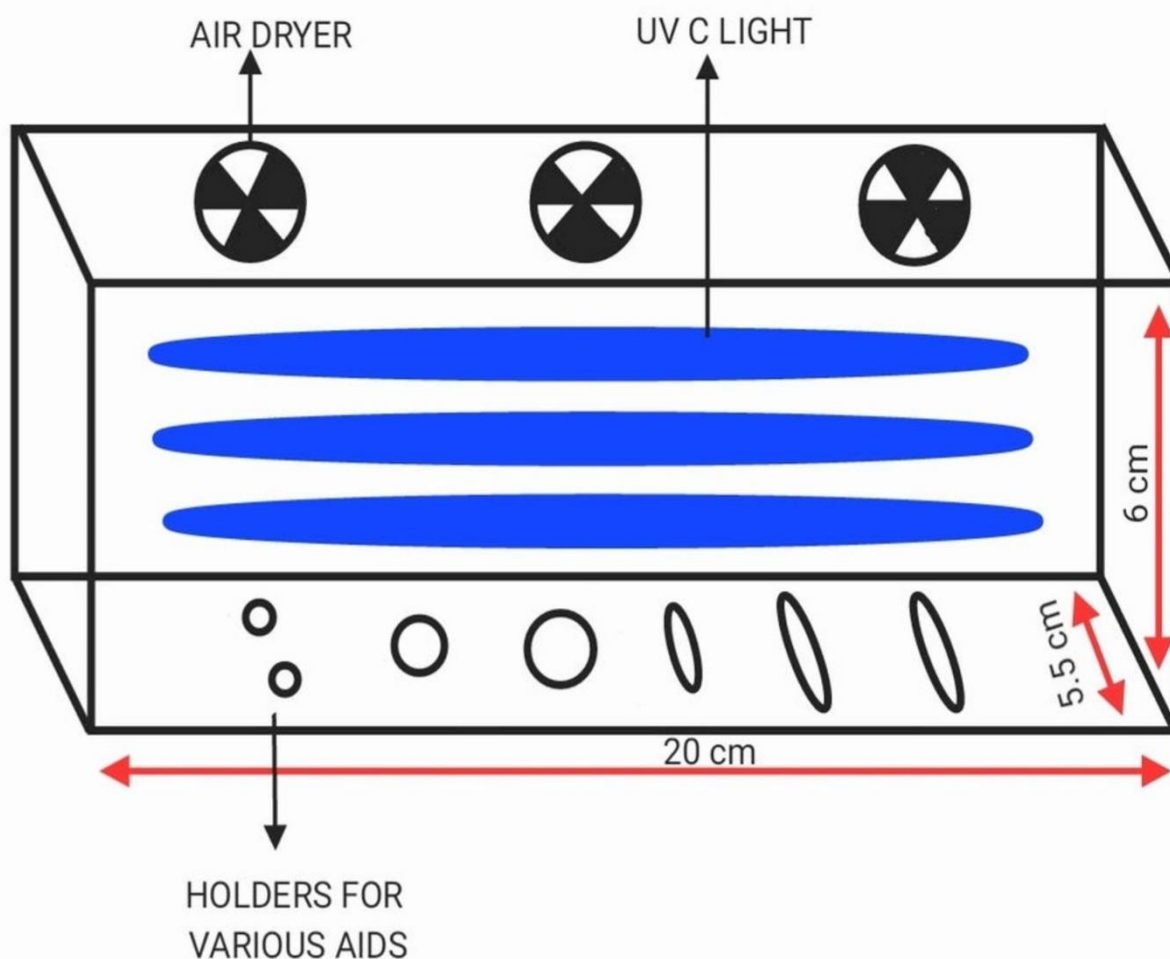 AIR DRYER
UV C LIGHT
6 cm
5.5 cm
20 cm
HOLDERS FOR
VARIOUS AIDS